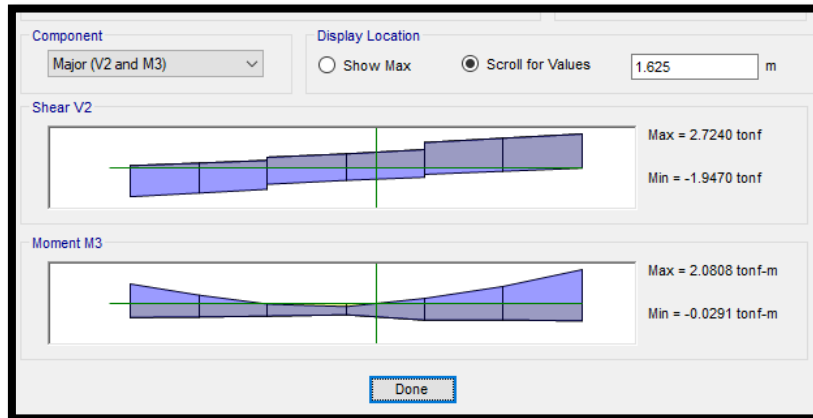 Component
Display Location
Major (V2 and M3)
Show Max
Scroll for Values
1.625
m
Shear V2
Max = 2.7240 tonf
Min = -1.9470 tonf
Moment M3
Max = 2.0808 tonf-m
Min = -0.0291 tonf-m
Done